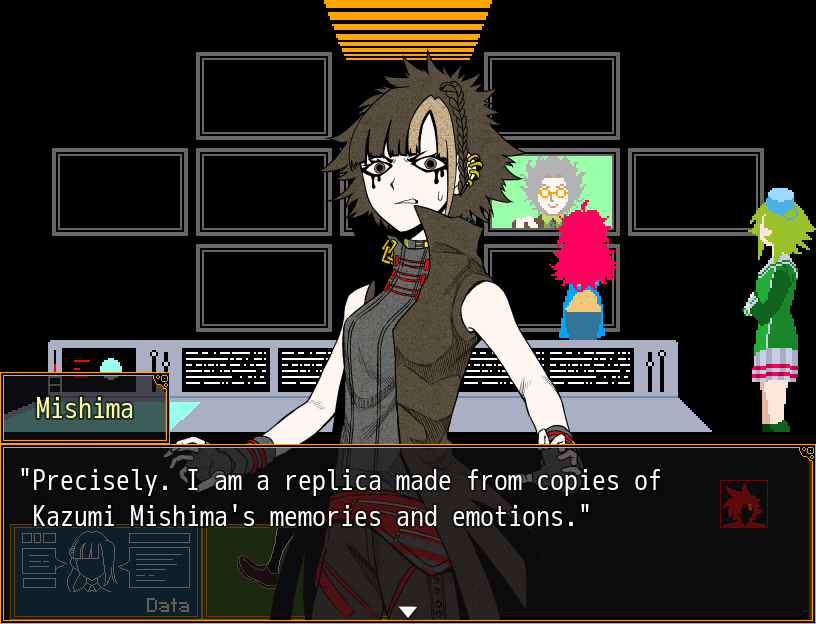 Mishima
"Precisely. I am a replica made from copies of
Kazumi Mishima's memories and emotions."
Data